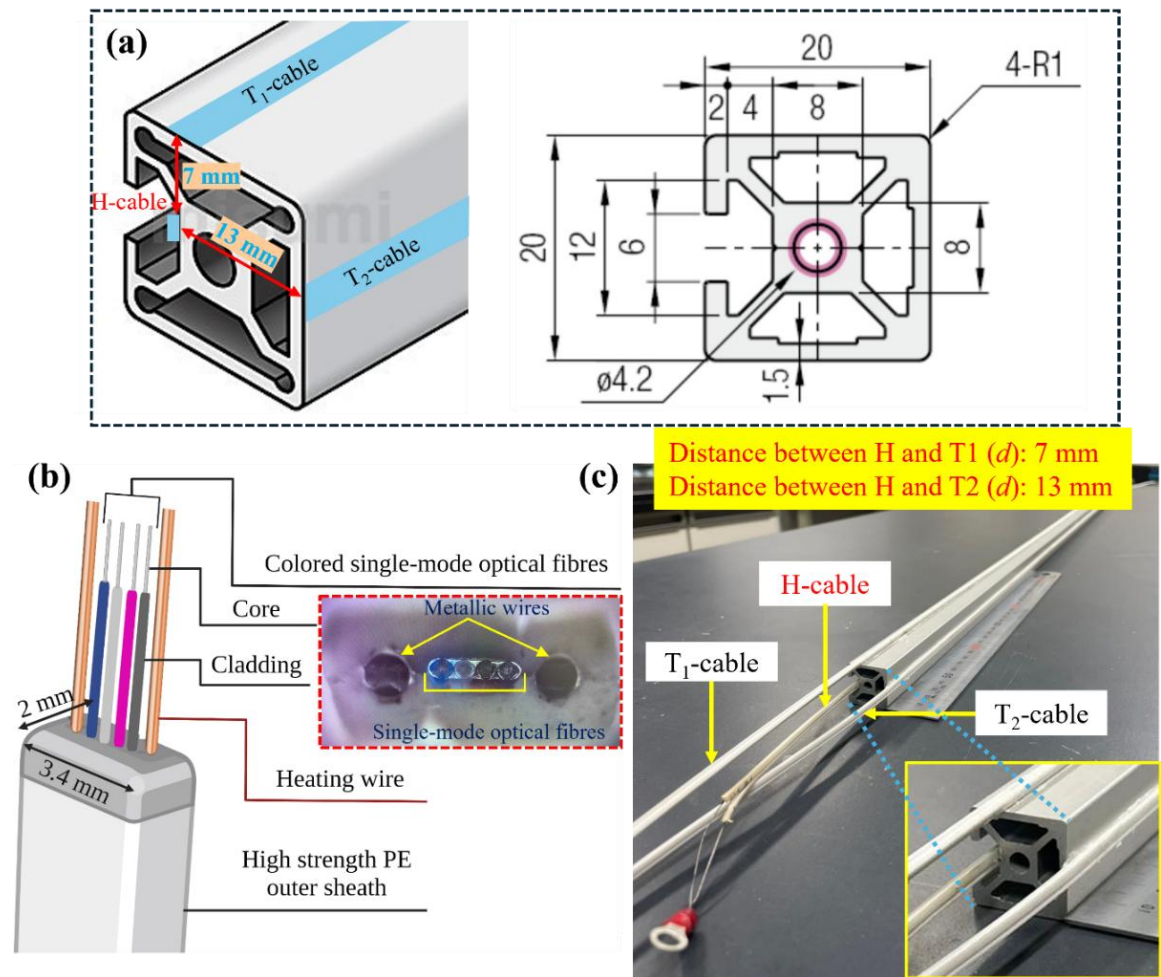 (a)
T1-cable
7 mm
H-cable
13 mm
T2-cable
20
4-R1
2
4
8
20
12
6
8
ø4.2
1.5
Distance between H and T1 (d): 7 mm
Distance between H and T2 (d): 13 mm
(b)
Colored single-mode optical fibres
Core
Cladding
2 mm
3.4 mm
Heating wire
High strength PE
outer sheath
Metallic wires
Single-mode optical fibres
(c)
H-cable
T1-cable
T2-cable